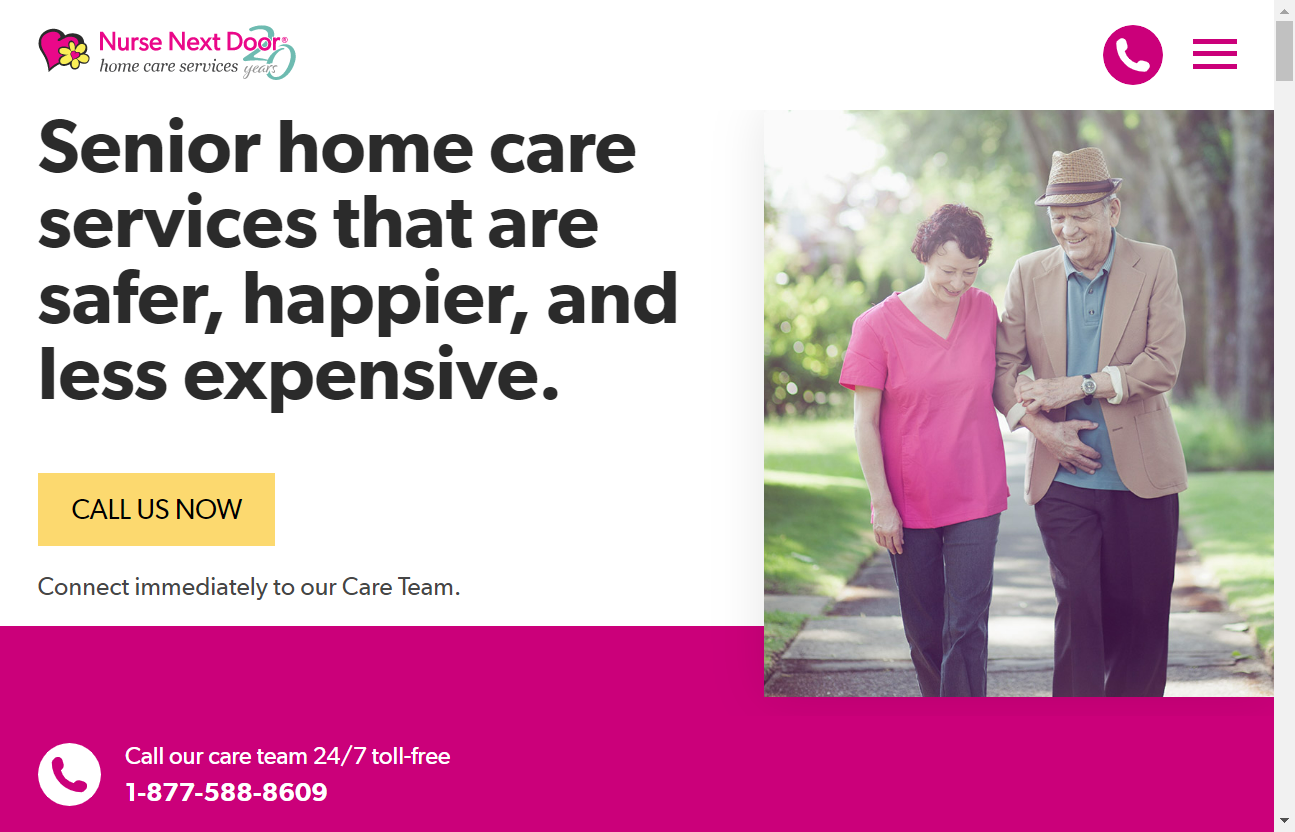 Nurse Next Door®
home care services
20 years
Senior home care
services that are
safer, happier, and
less expensive.
CALL US NOW
Connect immediately to our Care Team.
Call our care team 24/7 toll-free
1-877-588-8609